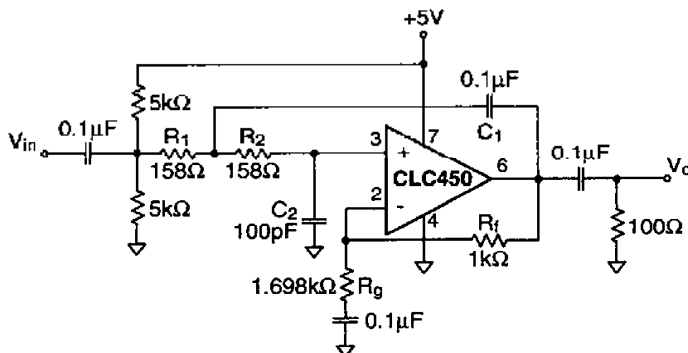 +5V
5kΩ
0.1µF
Vin
0.1µF
R1
158Ω
R2
158Ω
C1
3
7
+
CLC450
6
0.1µF
Vo
2
-
4
5kΩ
C2
100pF
Rf
1kΩ
100Ω
1.698kΩ
Rg
0.1µF